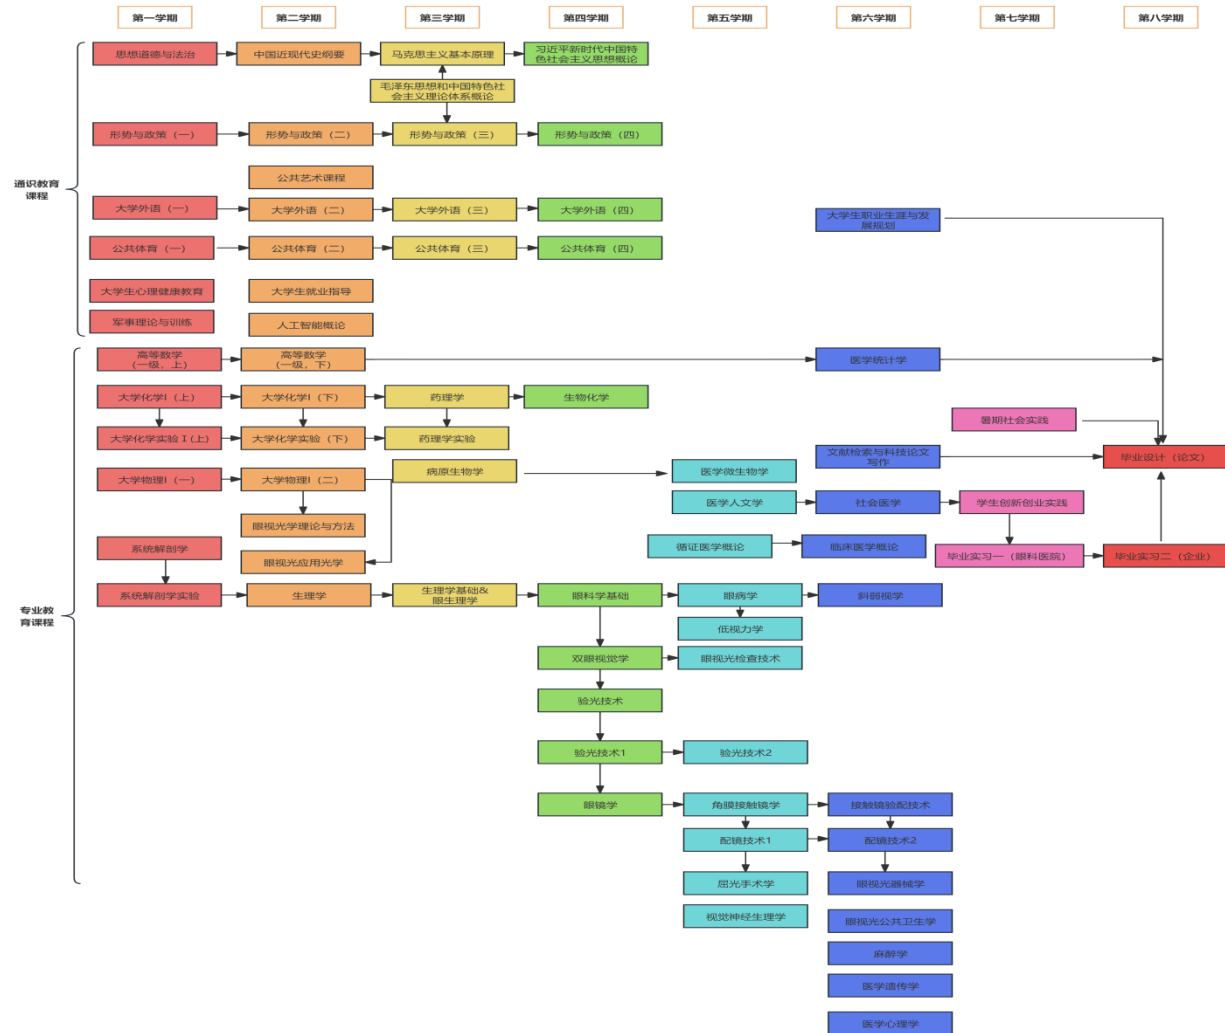 第一学期
第二学期
第三学期
第四学期
第五学期
第六学期
第七学期
第八学期
通识教育
课程
思想道德与法治
中国近现代史纲要
马克思主义基本原理
习近平新时代中国特
色社会主义思想概论
毛泽东思想和中国特色社
会主义理论体系概论
形势与政策（一）
形势与政策（二）
形势与政策（三）
形势与政策（四）
公共艺术课程
大学外语（一）
大学外语（二）
大学外语（三）
大学外语（四）
大学生职业生涯与发
展规划
公共体育（一）
公共体育（二）
公共体育（三）
公共体育（四）
大学生心理健康教育
大学生就业指导
军事理论与训练
人工智能概论
专业教
育课程
高等数学
(一级，上)
高等数学
(一级，下)
医学统计学
大学化学I（上）
大学化学I（下）
药理学
生物化学
暑期社会实践
大学化学实验 I (上)
大学化学实验（下）
药理学实验
文献检索与科技论文
写作
毕业设计（论文）
大学物理I（一）
大学物理I（二）
病原生物学
医学微生物学
医学人文学
社会医学
学生创新创业实践
眼视光学理论与方法
系统解剖学
眼视光应用光学
循证医学概论
临床医学概论
毕业实习一（眼科医院）
毕业实习二（企业）
系统解剖学实验
生理学
生理学基础&
眼生理学
眼科学基础
眼病学
斜弱视学
低视力学
双眼视觉学
眼视光检查技术
验光技术
验光技术1
验光技术2
眼镜学
角膜接触镜学
接触镜验配技术
配镜技术1
配镜技术2
屈光手术学
眼视光器械学
视觉神经生理学
眼视光公共卫生学
麻醉学
医学遗传学
医学心理学